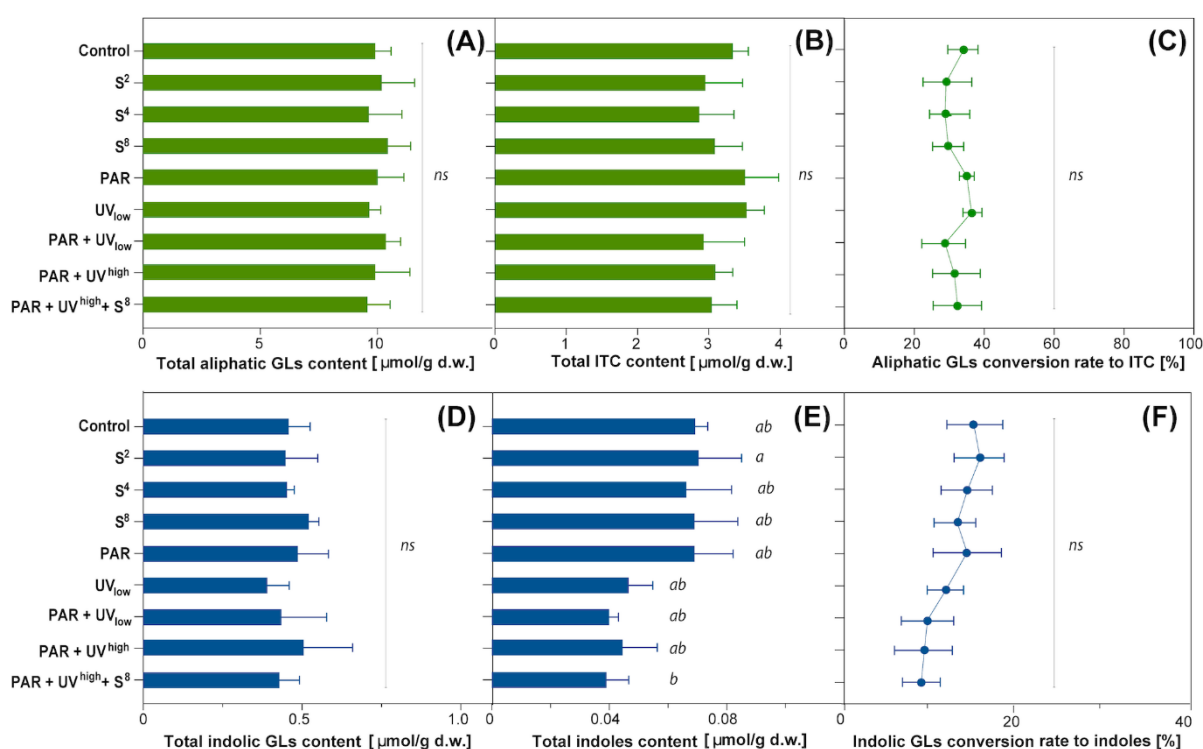 (A)
(B)
(C)
Control
S²
S⁴
S⁸
PAR
UVlow
PAR + UVlow
PAR + UVʰⁱᵍʰ
PAR + UVʰⁱᵍʰ + S⁸
ns
ns
ns
0 5 10
0 1 2 3 4
0 20 40 60 80 100
Total aliphatic GLs content [ µmol/g d.w.]
Total ITC content [ µmol/g d.w.]
Aliphatic GLs conversion rate to ITC [%]
(D)
(E)
(F)
Control
S²
S⁴
S⁸
PAR
UVlow
PAR + UVlow
PAR + UVʰⁱᵍʰ
PAR + UVʰⁱᵍʰ + S⁸
ns
ab
a
ab
ab
ab
ab
ab
ab
b
ns
0 0.5 1.0
0 0.04 0.08
0 10 20 40
Total indolic GLs content [ µmol/g d.w.]
Total indoles content [ µmol/g d.w.]
Indolic GLs conversion rate to indoles [%]